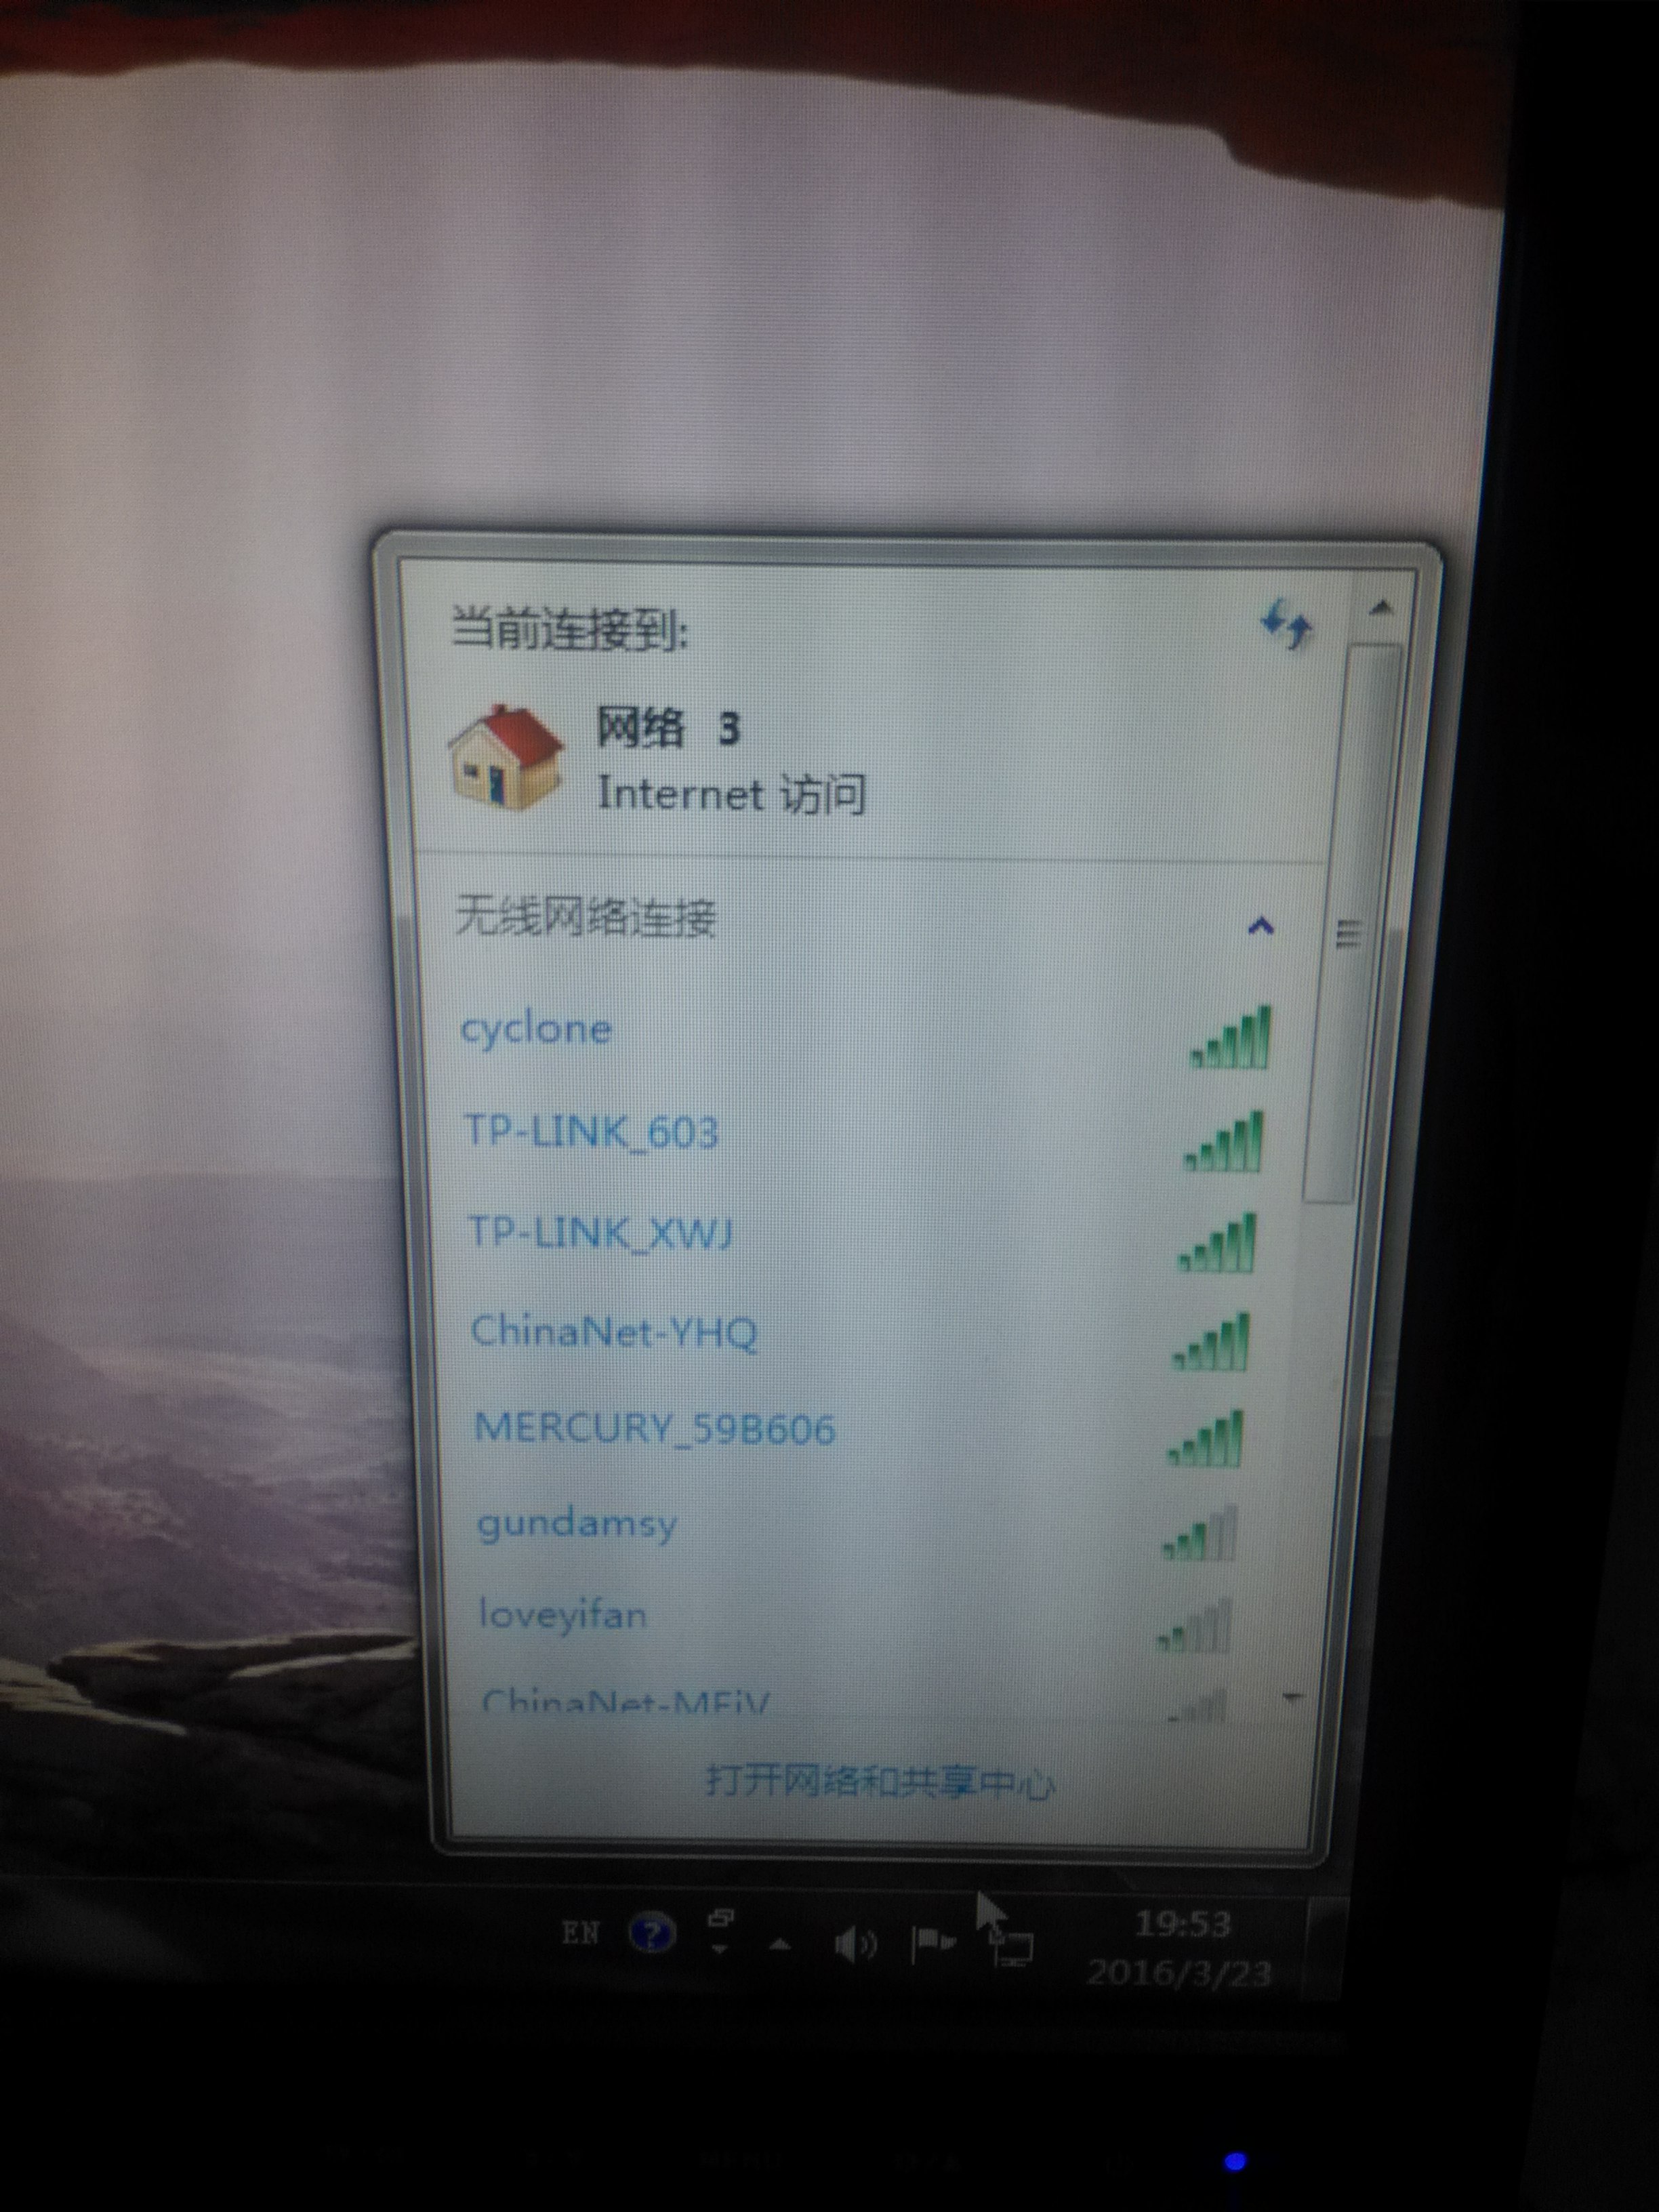 当前连接到:
网络 3
Internet 访问
无线网络连接
cyclone
TP-LINK_603
TP-LINK_XWJ
ChinaNet-YHQ
MERCURY_59B606
gundamsy
loveyifan
打开网络和共享中心
EN
19:53
2016/3/23